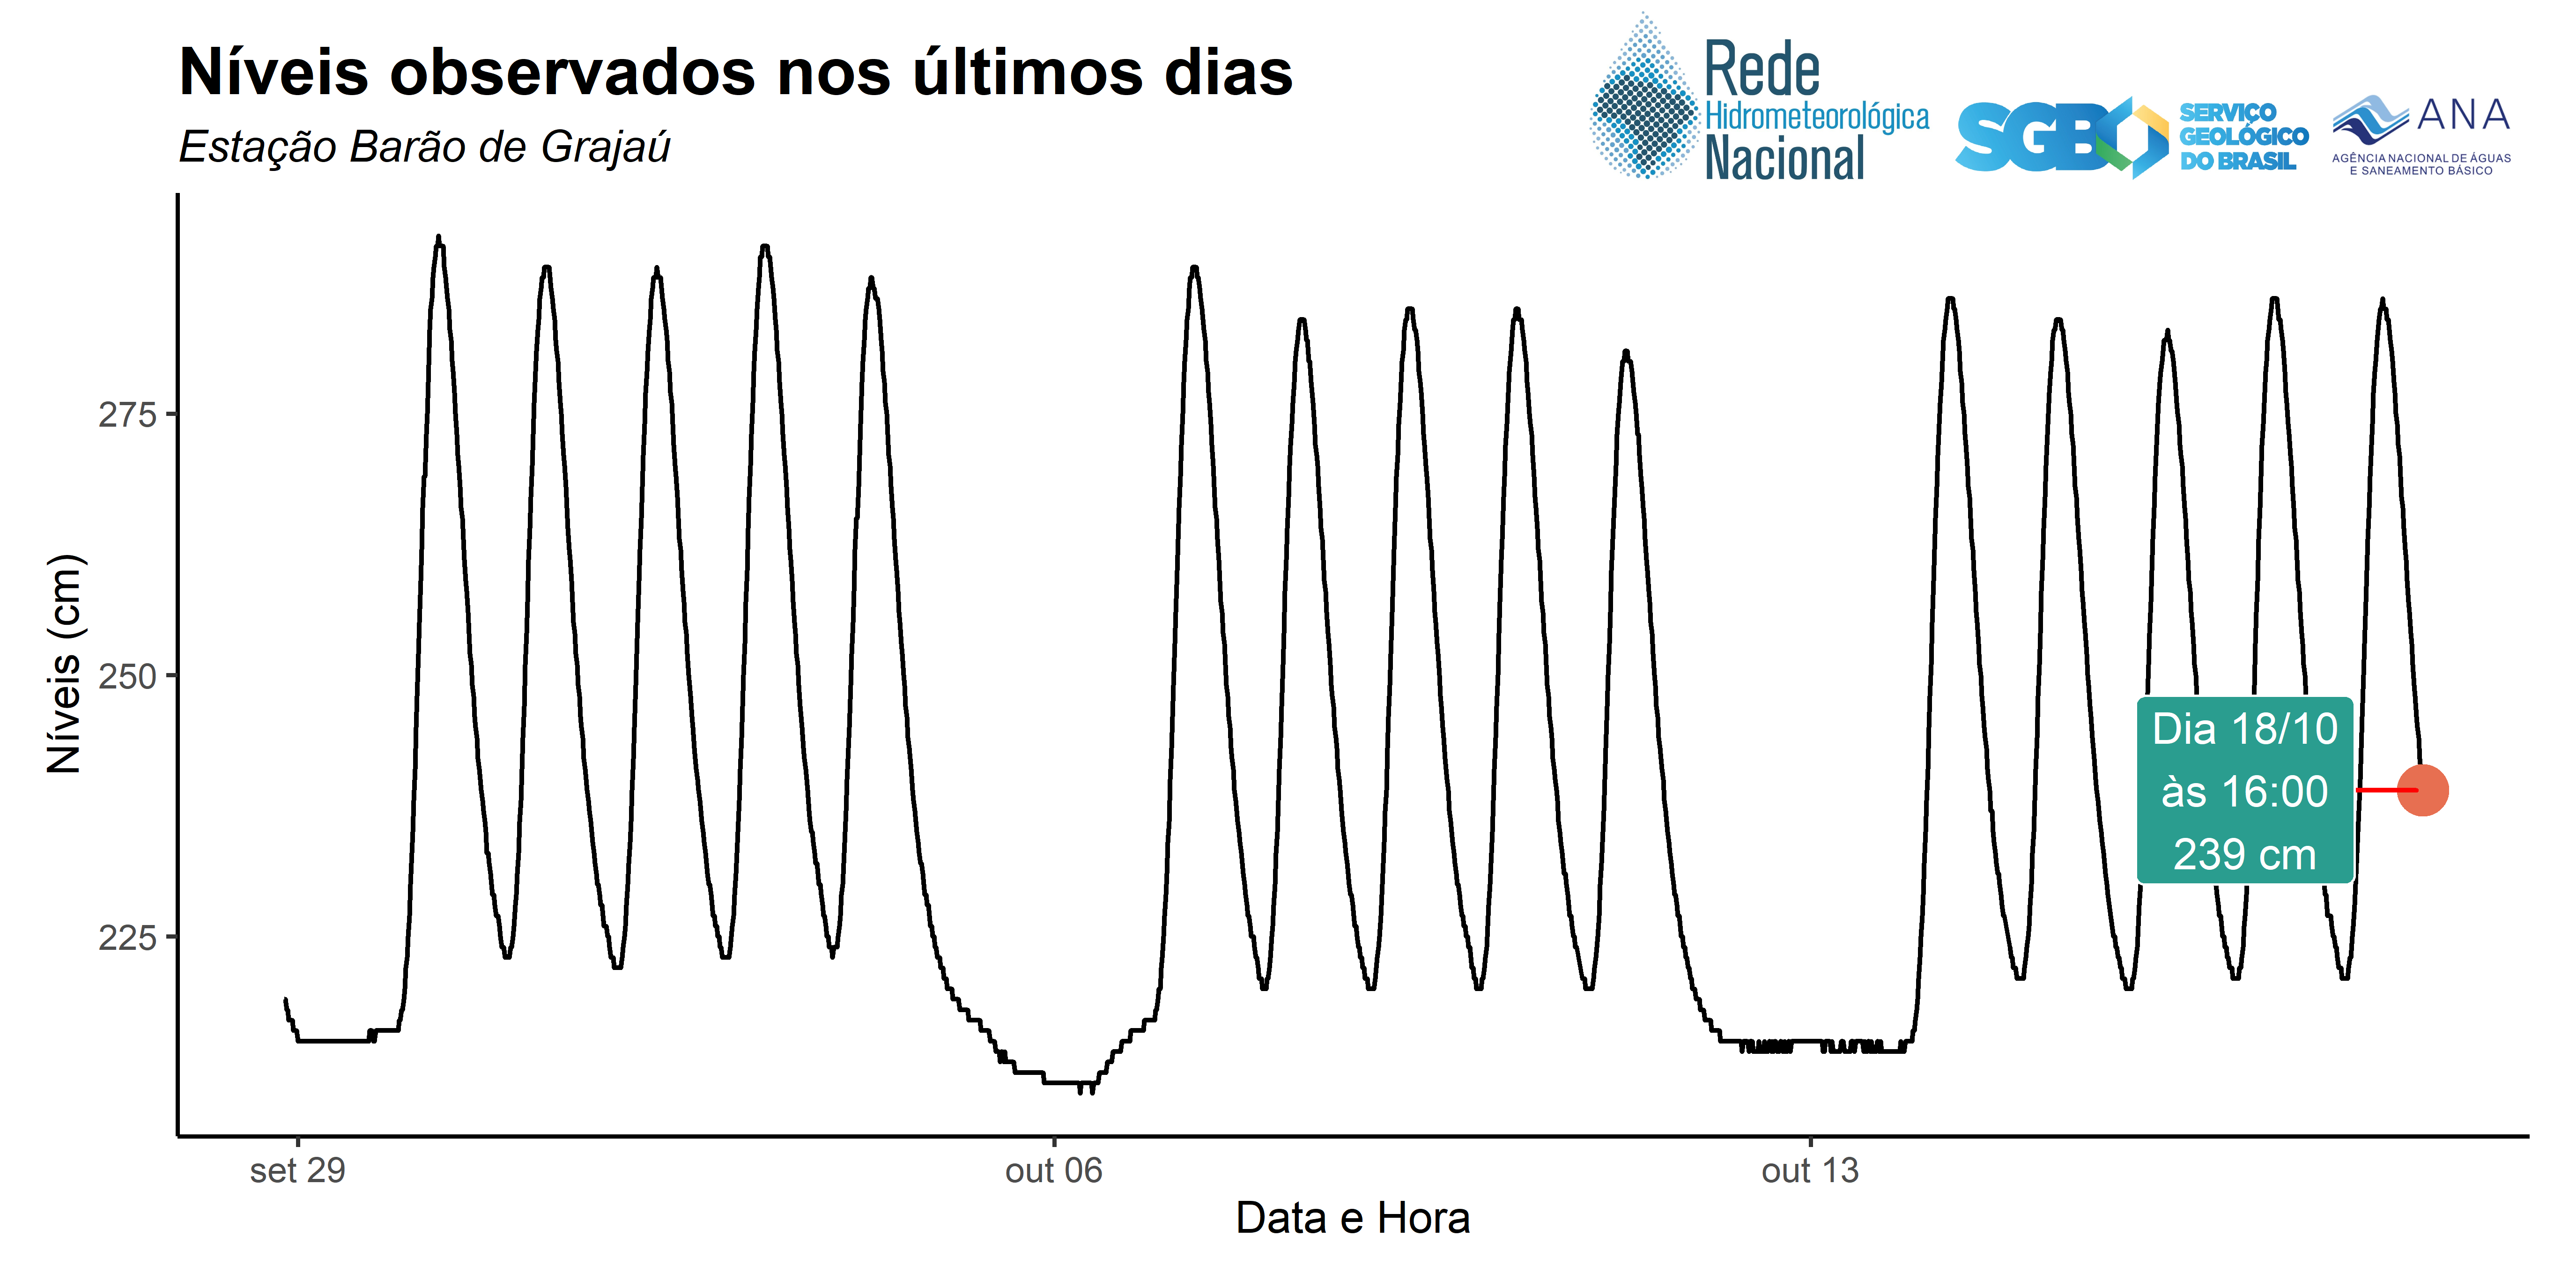 Níveis observados nos últimos dias
Estação Barão de Grajaú
Rede
Hidrometeorológica
Nacional
SGB
SERVIÇO
GEOLÓGICO
DO BRASIL
ANA
AGÊNCIA NACIONAL DE ÁGUAS
E SANEAMENTO BÁSICO
Níveis (cm)
275
250
225
Dia 18/10
às 16:00
239 cm
set 29
out 06
out 13
Data e Hora